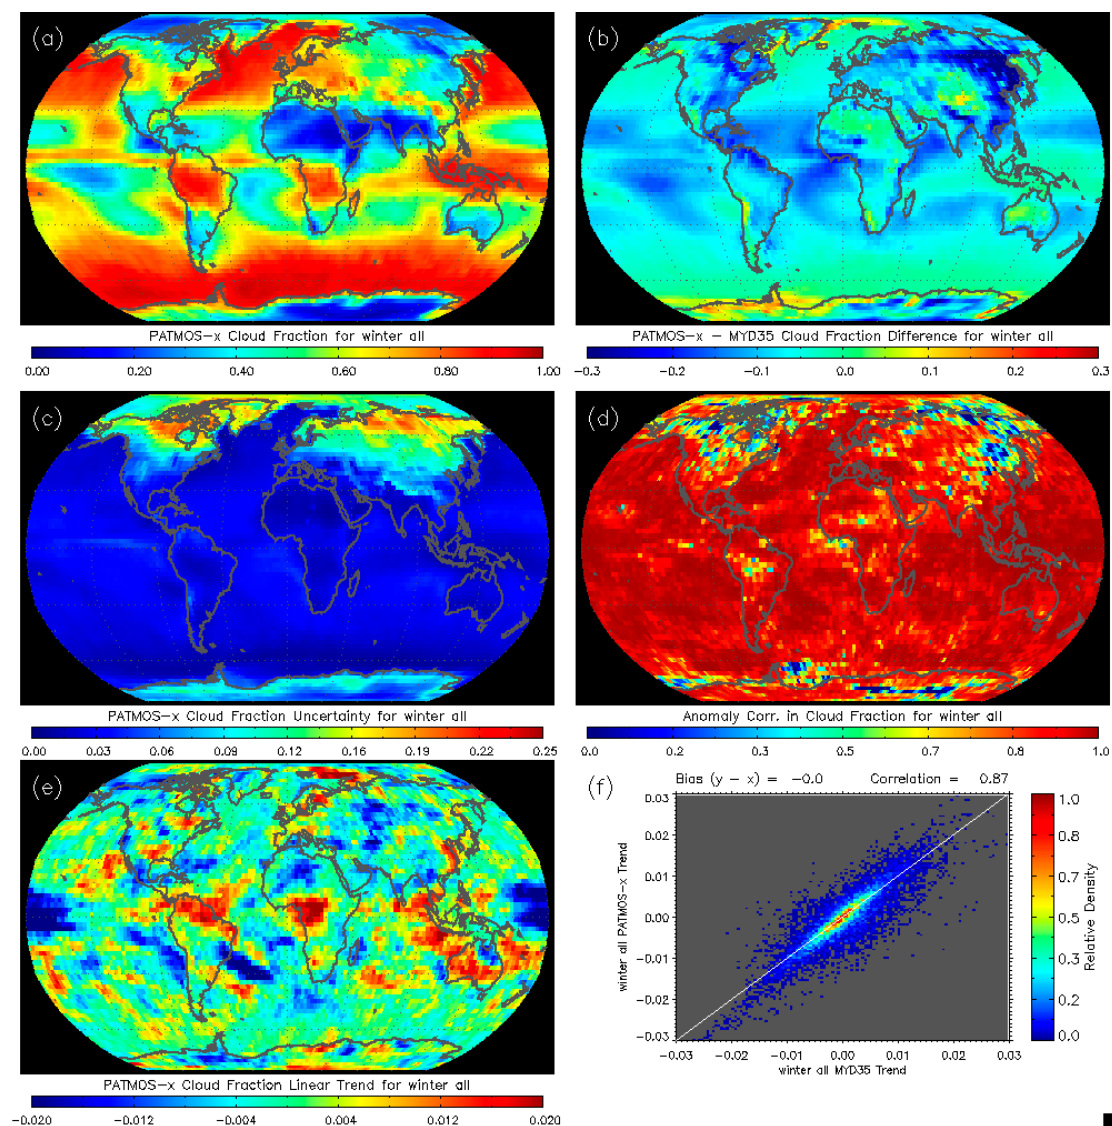 (a)
(b)
PATMOS-x Cloud Fraction for winter all
0.00 0.20 0.40 0.60 0.80 1.00
PATMOS-x - MYD35 Cloud Fraction Difference for winter all
-0.3 -0.2 -0.1 0.0 0.1 0.2 0.3
(c)
(d)
PATMOS-x Cloud Fraction Uncertainty for winter all
0.00 0.03 0.06 0.09 0.12 0.16 0.19 0.22 0.25
Anomaly Corr. in Cloud Fraction for winter all
0.0 0.2 0.3 0.5 0.7 0.8 1.0
(e)
PATMOS-x Cloud Fraction Linear Trend for winter all
-0.020 -0.012 -0.004 0.004 0.012 0.020
(f)
Bias (y - x) = -0.0 Correlation = 0.87
winter all PATMOS-x Trend
0.03
0.02
0.01
0.00
-0.01
-0.02
-0.03
-0.03 -0.02 -0.01 0.00 0.01 0.02 0.03
winter all MYD35 Trend
1.0
0.8
0.7
0.5
0.3
0.2
0.0
Relative Density